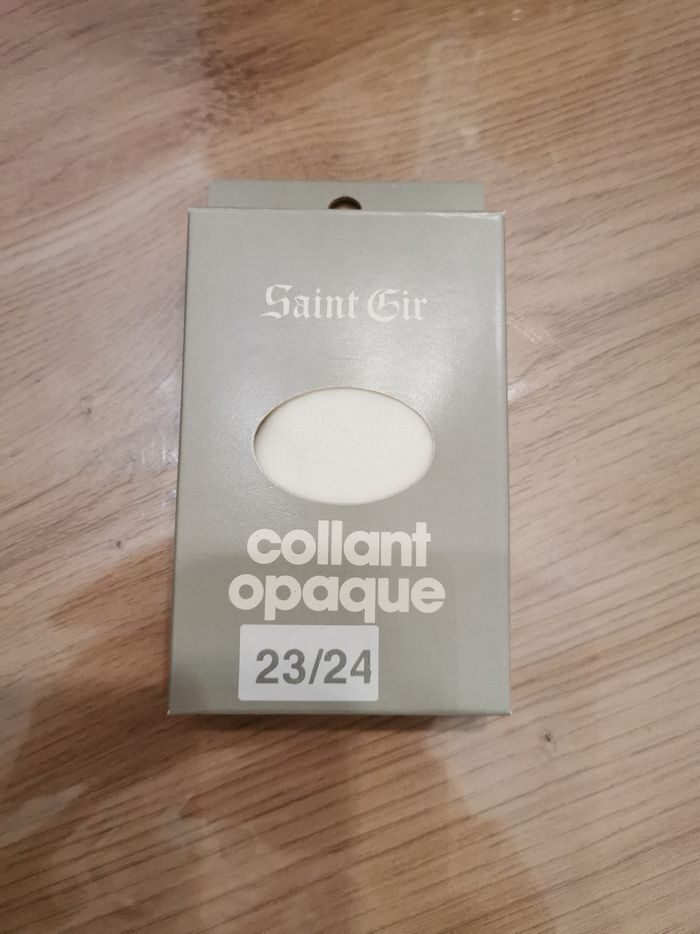 Saint Gir
collant
opaque
23/24